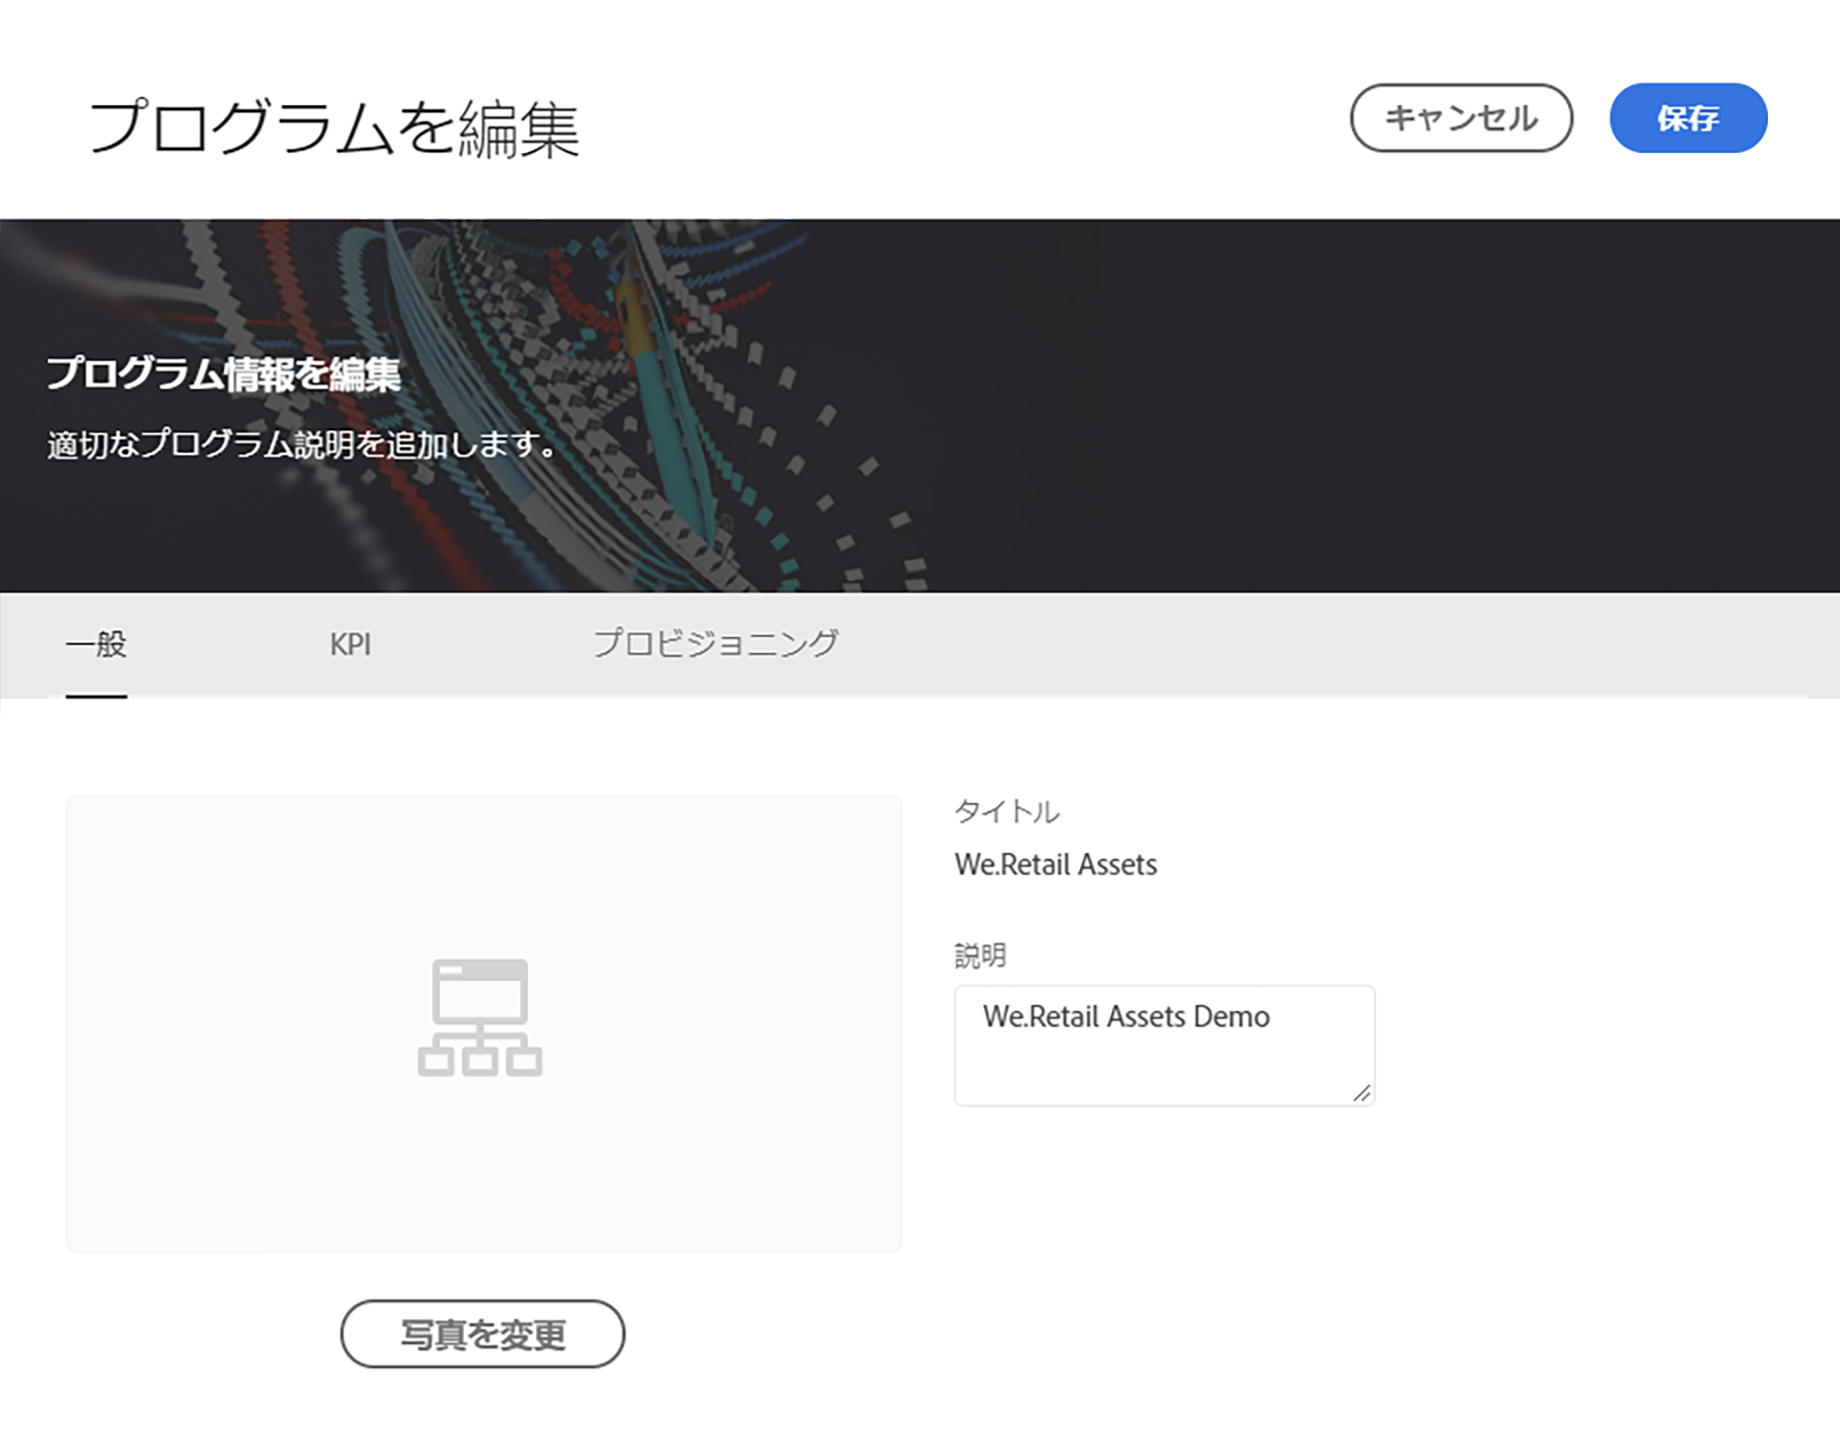 プログラムを編集
キャンセル
保存
プログラム情報を編集
適切なプログラム説明を追加します。
一般
KPI
プロビジョニング
タイトル
We.Retail Assets
説明
We.Retail Assets Demo
写真を変更